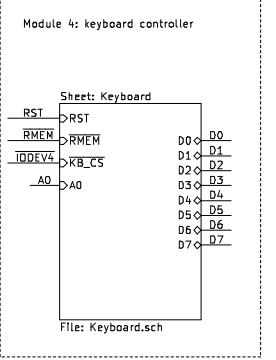 Module 4: keyboard controller
Sheet: Keyboard
RST RST
RMEM RMEM D0 D0
D1 D1
IODEV4 KB_CS D2 D2
A0 A0 D3 D3
D4 D4
D5 D5
D6 D6
D7 D7
File: Keyboard.sch